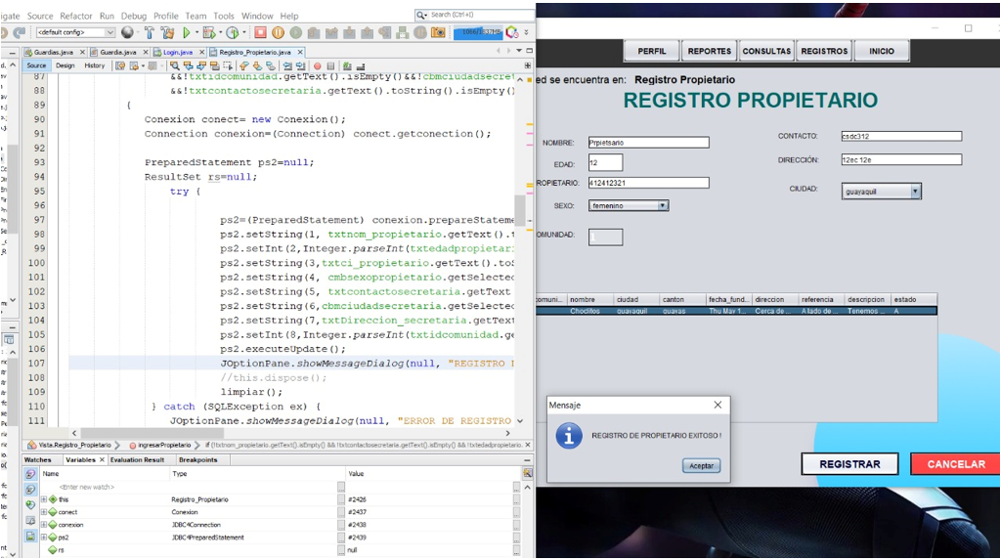 igate Source Refactor Run Debug Profile Team Tools Window Help
Search (Ctrl+I)
<default config>
Guardias.java Guardia.java Login.java Registro_Propietario.java
Source Design History
87 &&!txtidcomunidad.getText().isEmpty()&&!cbmciudadsecret
88 &&!txtcontactosecretaria.getText().toString().isEmpty()
89 {
90 Conexion conect= new Conexion();
91 Connection conexion=(Connection) conect.getconection();
92
93 PreparedStatement ps2=null;
94 ResultSet rs=null;
95 try {
96
97 ps2=(PreparedStatement) conexion.prepareStateme
98 ps2.setString(1, txtnom_propietario.getText().t
99 ps2.setInt(2,Integer.parseInt(txtedadpropietari
100 ps2.setString(3,txtci_propietario.getText().toS
101 ps2.setString(4, cmbsexopropietario.getSelectec
102 ps2.setString(5, txtcontactosecretaria.getText
103 ps2.setString(6,cbmciudadsecretaria.getSelectec
104 ps2.setString(7,txtDireccion_secretaria.getText
105 ps2.setInt(8,Integer.parseInt(txtidcomunidad.ge
106 ps2.executeUpdate();
107 JOptionPane.showMessageDialog(null, "REGISTRO D
108 //this.dispose();
109 limpiar();
110 } catch (SQLException ex) {
111 JOptionPane.showMessageDialog(null, "ERROR DE REGISTRO
Vista.Registro_Propietario ingresarPropietario if (!txtnom_propietario.getText().isEmpty() && !txtcontactosecretaria.getText().isEmpty() && !txtedadpropietario.
Watches Variables Evaluation Result Breakpoints
Name Type Value
<Enter new watch>
this Registro_Propietario #2426
conect Conexion #2437
conexion JDBC4Connection #2438
ps2 JDBC4PreparedStatement #2439
rs null
PERFIL REPORTES CONSULTAS REGISTROS INICIO
ed se encuentra en: Registro Propietario
REGISTRO PROPIETARIO
NOMBRE: Prpietsario
CONTACTO: csdc312
EDAD: 12
DIRECCIÓN: 12ec 12e
ROPIETARIO: 412412321
CIUDAD: guayaquil
SEXO: femenino
OMUNIDAD: 1
comuni... nombre ciudad canton fecha_fund... direccion referencia descripcion estado
Choclitos guayaquil guayas Thu May 1... Cerca de ... A lado de ... Tenemos ... A
Mensaje
REGISTRO DE PROPIETARIO EXITOSO !
Aceptar
REGISTRAR CANCELAR